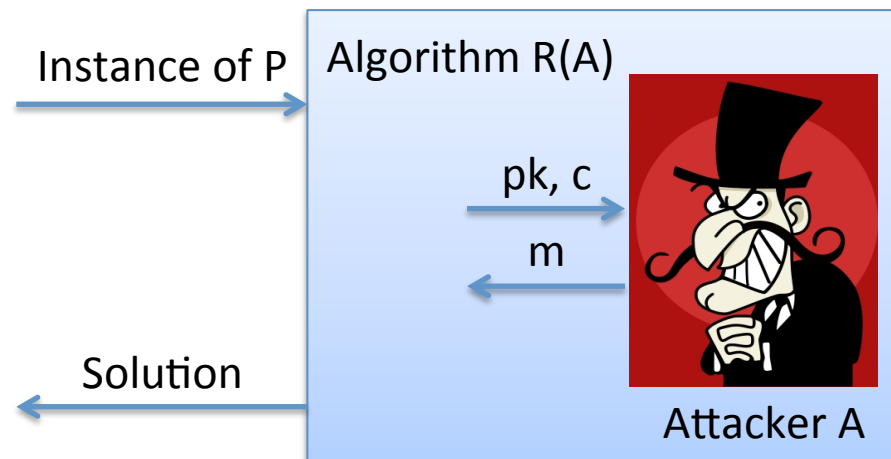 Instance of P
Algorithm R(A)
pk, c
m
Solution
Attacker A